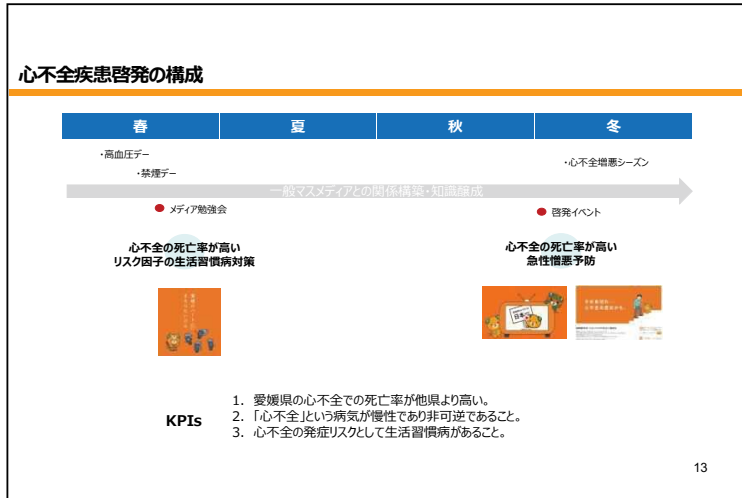 心不全疾患啓発の構成
春 夏 秋 冬
・高血圧デー
・禁煙デー
・心不全増悪シーズン
一般マスメディアとの関係構築・知識醸成
● メディア勉強会
● 啓発イベント
心不全の死亡率が高い
リスク因子の生活習慣病対策
心不全の死亡率が高い
急性憎悪予防
日本
KPIs
1. 愛媛県の心不全での死亡率が他県より高い。
2. 「心不全」という病気が慢性であり非可逆であること。
3. 心不全の発症リスクとして生活習慣病があること。
13